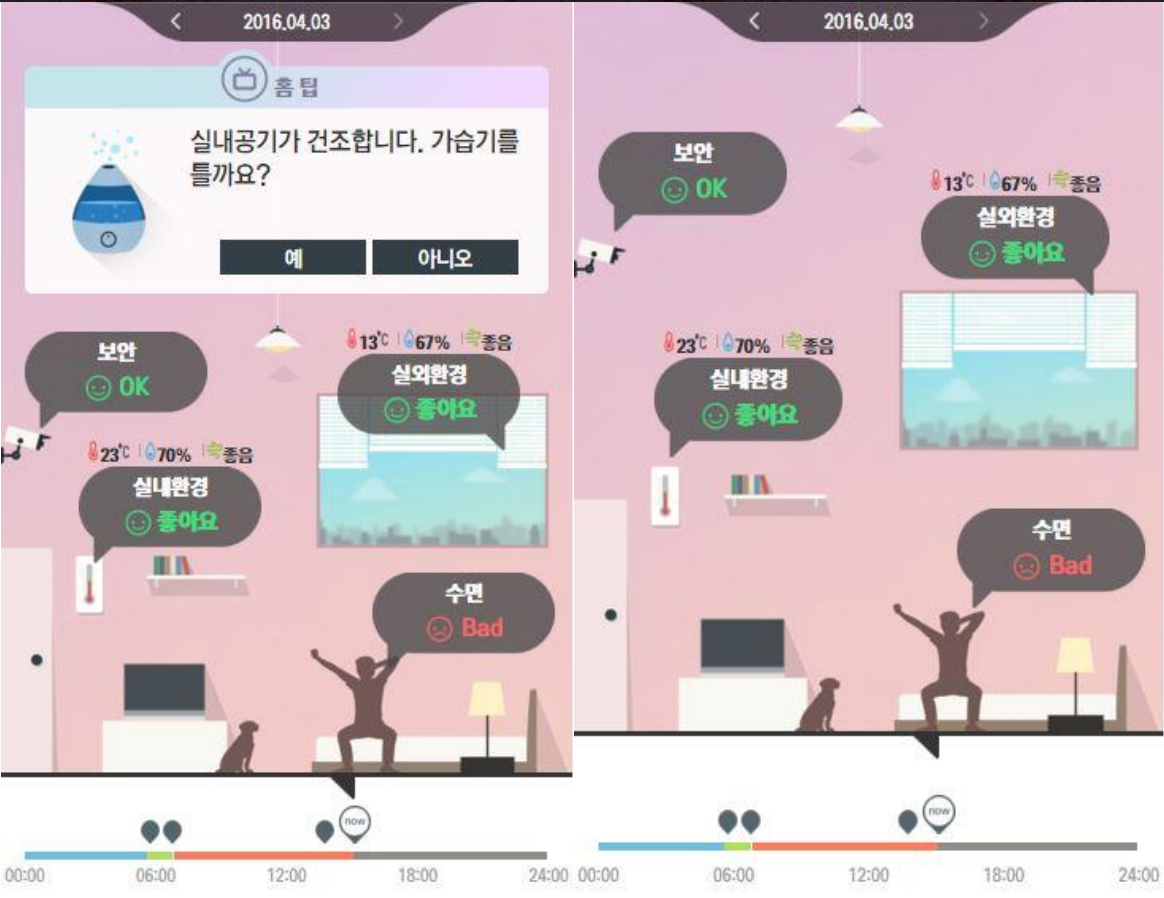 2016.04.03
홈 팁
실내공기가 건조합니다. 가습기를
틀까요?
예 아니오
보안
OK
13℃ 67% 좋음
실외환경
좋아요
23℃ 70% 좋음
실내환경
좋아요
수면
Bad
now
00:00 06:00 12:00 18:00 24:00
2016.04.03
보안
OK
13℃ 67% 좋음
실외환경
좋아요
23℃ 70% 좋음
실내환경
좋아요
수면
Bad
now
00:00 06:00 12:00 18:00 24:00